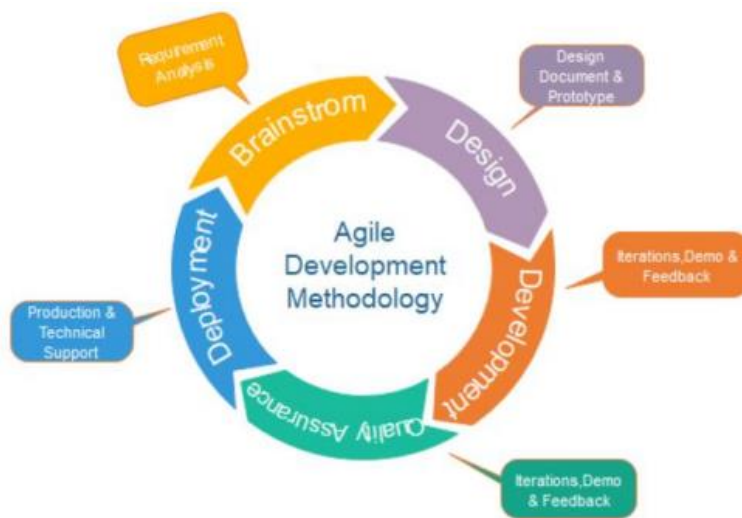 Requirement
Analysis
Brainstrom
Design
Document &
Prototype
Design
Agile
Development
Methodology
Iterations,Demo &
Feedback
Development
Production &
Technical
Support
Deployment
Quality Assurance
Iterations,Demo
& Feedback